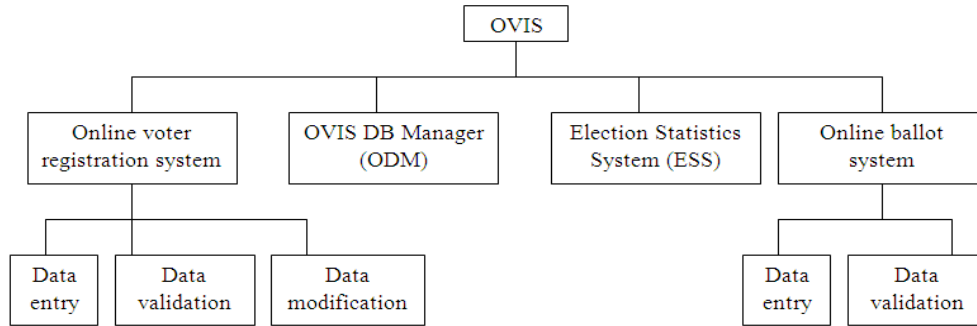 OVIS
Online voter
registration system
OVIS DB Manager
(ODM)
Election Statistics
System (ESS)
Online ballot
system
Data
entry
Data
validation
Data
modification
Data
entry
Data
validation